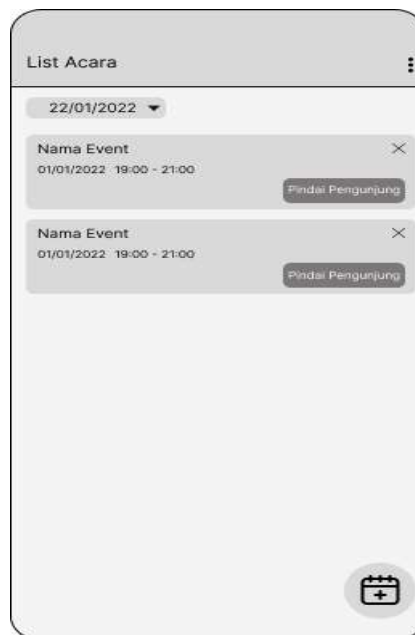 List Acara
22/01/2022
Nama Event
01/01/2022 19:00 - 21:00
Pindai Pengunjung
Nama Event
01/01/2022 19:00 - 21:00
Pindai Pengunjung